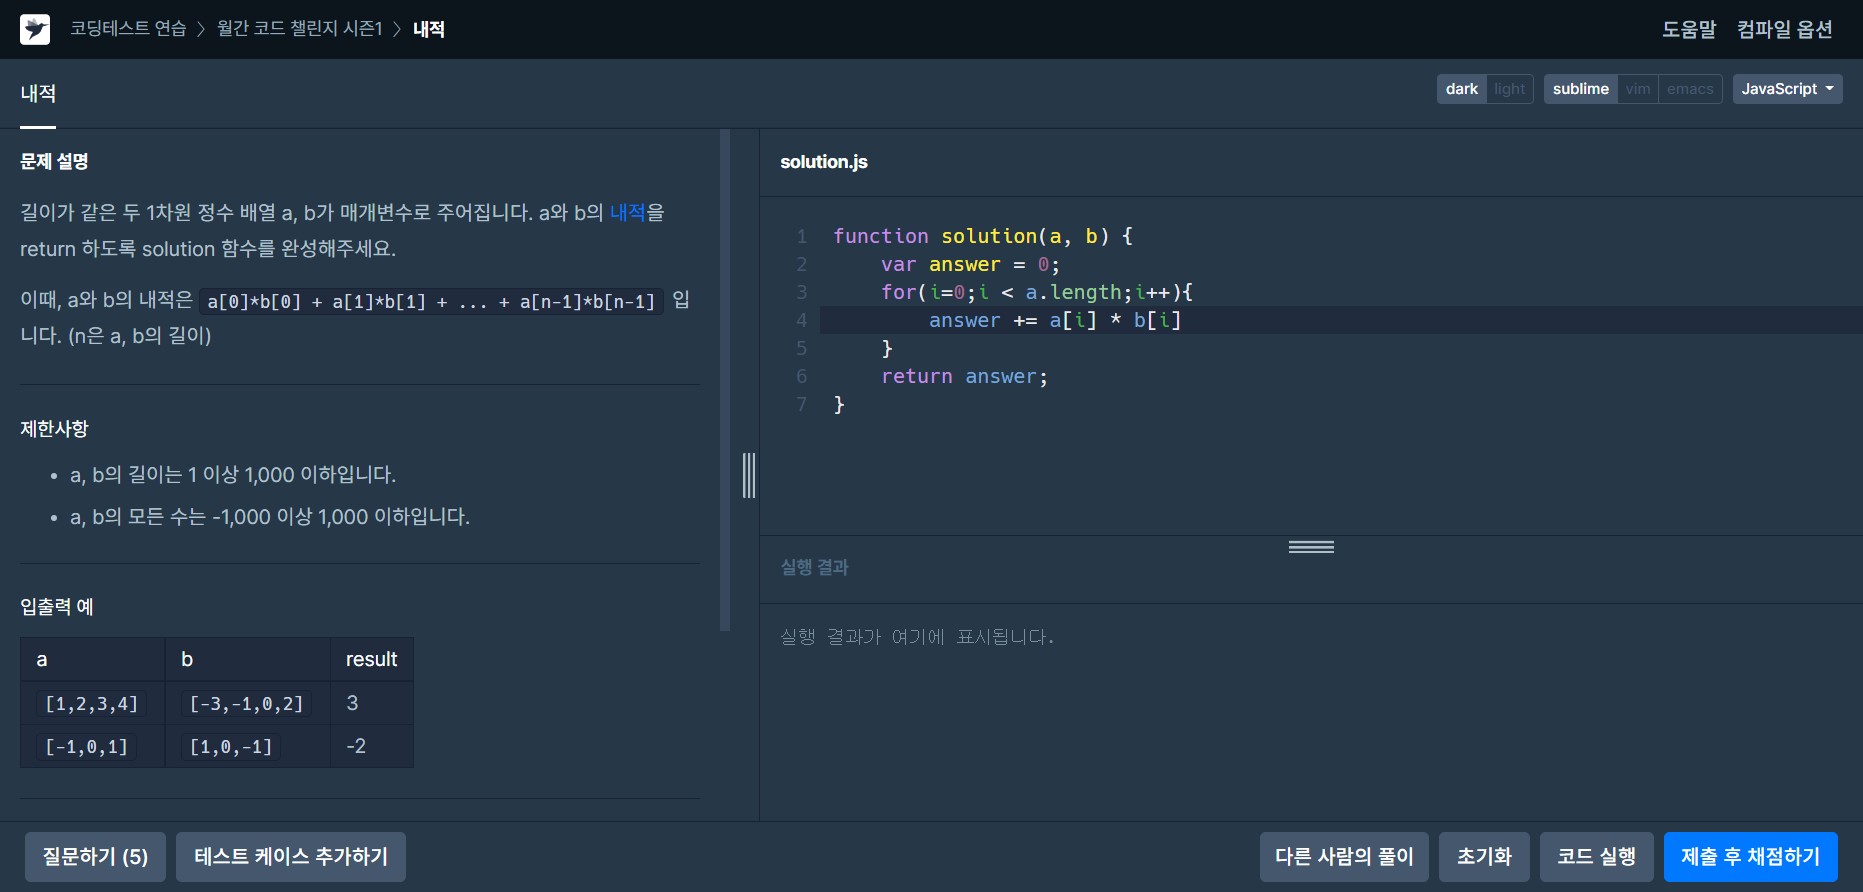 코딩테스트 연습 > 월간 코드 챌린지 시즌1 > 내적
도움말 컴파일 옵션
내적
dark light sublime vim emacs JavaScript
문제 설명
길이가 같은 두 1차원 정수 배열 a, b가 매개변수로 주어집니다. a와 b의 내적을
return 하도록 solution 함수를 완성해주세요.
이때, a와 b의 내적은 a[0]*b[0] + a[1]*b[1] + ... + a[n-1]*b[n-1] 입
니다. (n은 a, b의 길이)
제한사항
• a, b의 길이는 1 이상 1,000 이하입니다.
• a, b의 모든 수는 -1,000 이상 1,000 이하입니다.
입출력 예
a b result
[1,2,3,4] [-3,-1,0,2] 3
[-1,0,1] [1,0,-1] -2
solution.js
1 function solution(a, b) {
2     var answer = 0;
3     for(i=0;i < a.length;i++){
4         answer += a[i] * b[i]
5     }
6     return answer;
7 }
실행 결과
실행 결과가 여기에 표시됩니다.
질문하기 (5) 테스트 케이스 추가하기 다른 사람의 풀이 초기화 코드 실행 제출 후 채점하기